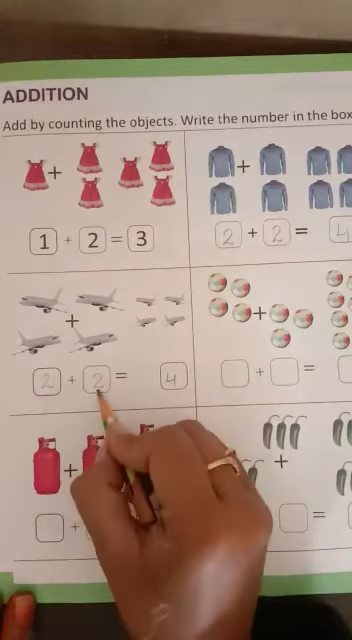 ADDITION
Add by counting the objects. Write the number in the box
+
+
1 + 2 = 3
2 + 2 = 4
+
+
2 + 2 = 4
+ =
+
+
+
=